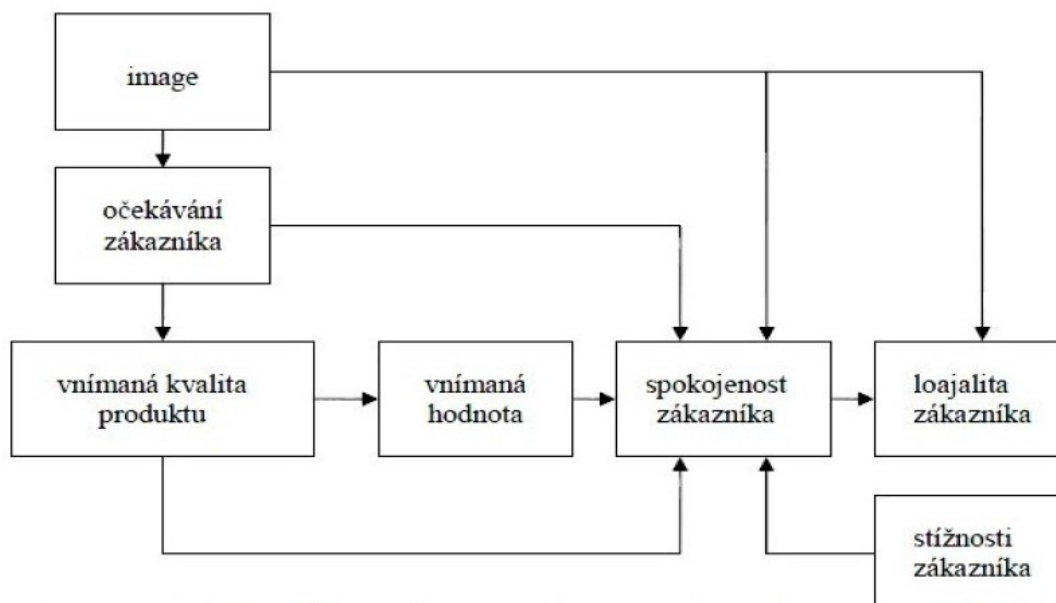 image
očekávání
zákazníka
vnímaná kvalita
produktu
vnímaná
hodnota
spokojenost
zákazníka
loajalita
zákazníka
stížnosti
zákazníka